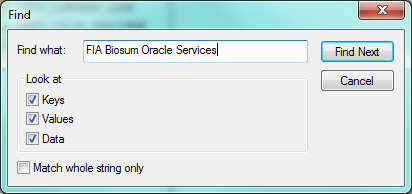 Find
Find what: FIA Biosum Oracle Services Find Next
Look at Cancel
Keys
Values
Data
Match whole string only